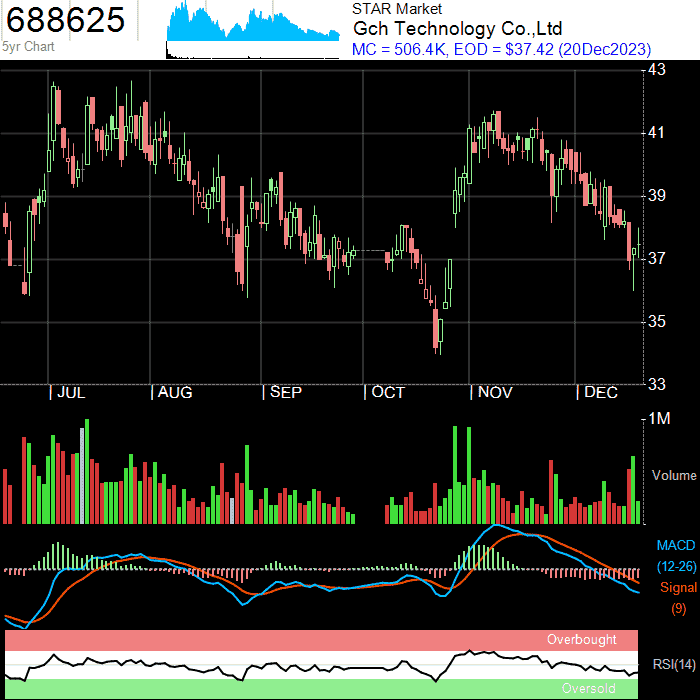 688625
5yr Chart
STAR Market
Gch Technology Co.,Ltd
MC = 506.4K, EOD = $37.42 (20Dec2023)
43
41
39
37
35
33
| JUL | AUG | SEP | OCT | NOV | DEC
1M
Volume
MACD
(12-26)
Signal
(9)
Overbought
RSI(14)
Oversold